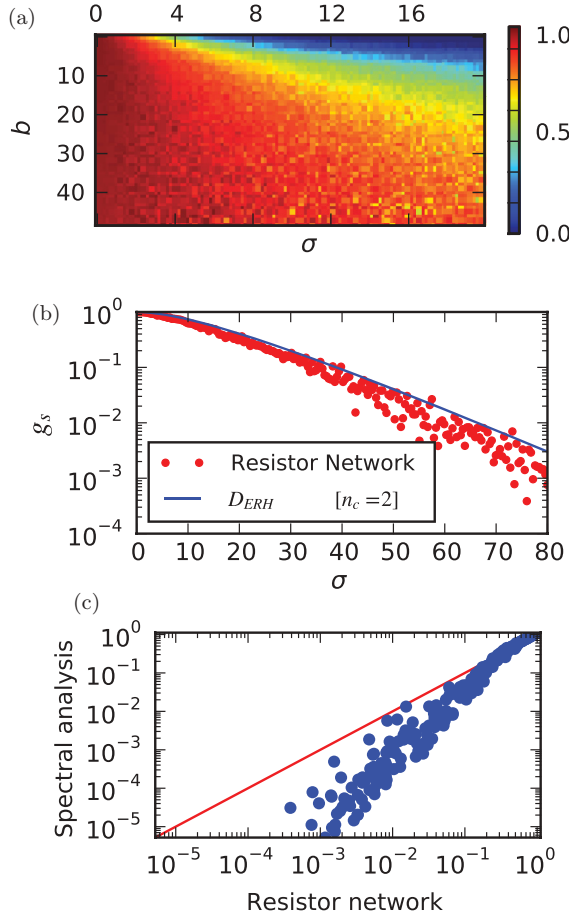 (a)
0 4 8 12 16
10
20
30
40
b
σ
1.0
0.5
0.0
(b)
10^0
10^-1
10^-2
10^-3
10^-4
g_s
Resistor Network
D_ERH [n_c =2]
0 10 20 30 40 50 60 70 80
σ
(c)
10^0
10^-1
10^-2
10^-3
10^-4
10^-5
Spectral analysis
10^-5 10^-4 10^-3 10^-2 10^-1 10^0
Resistor network